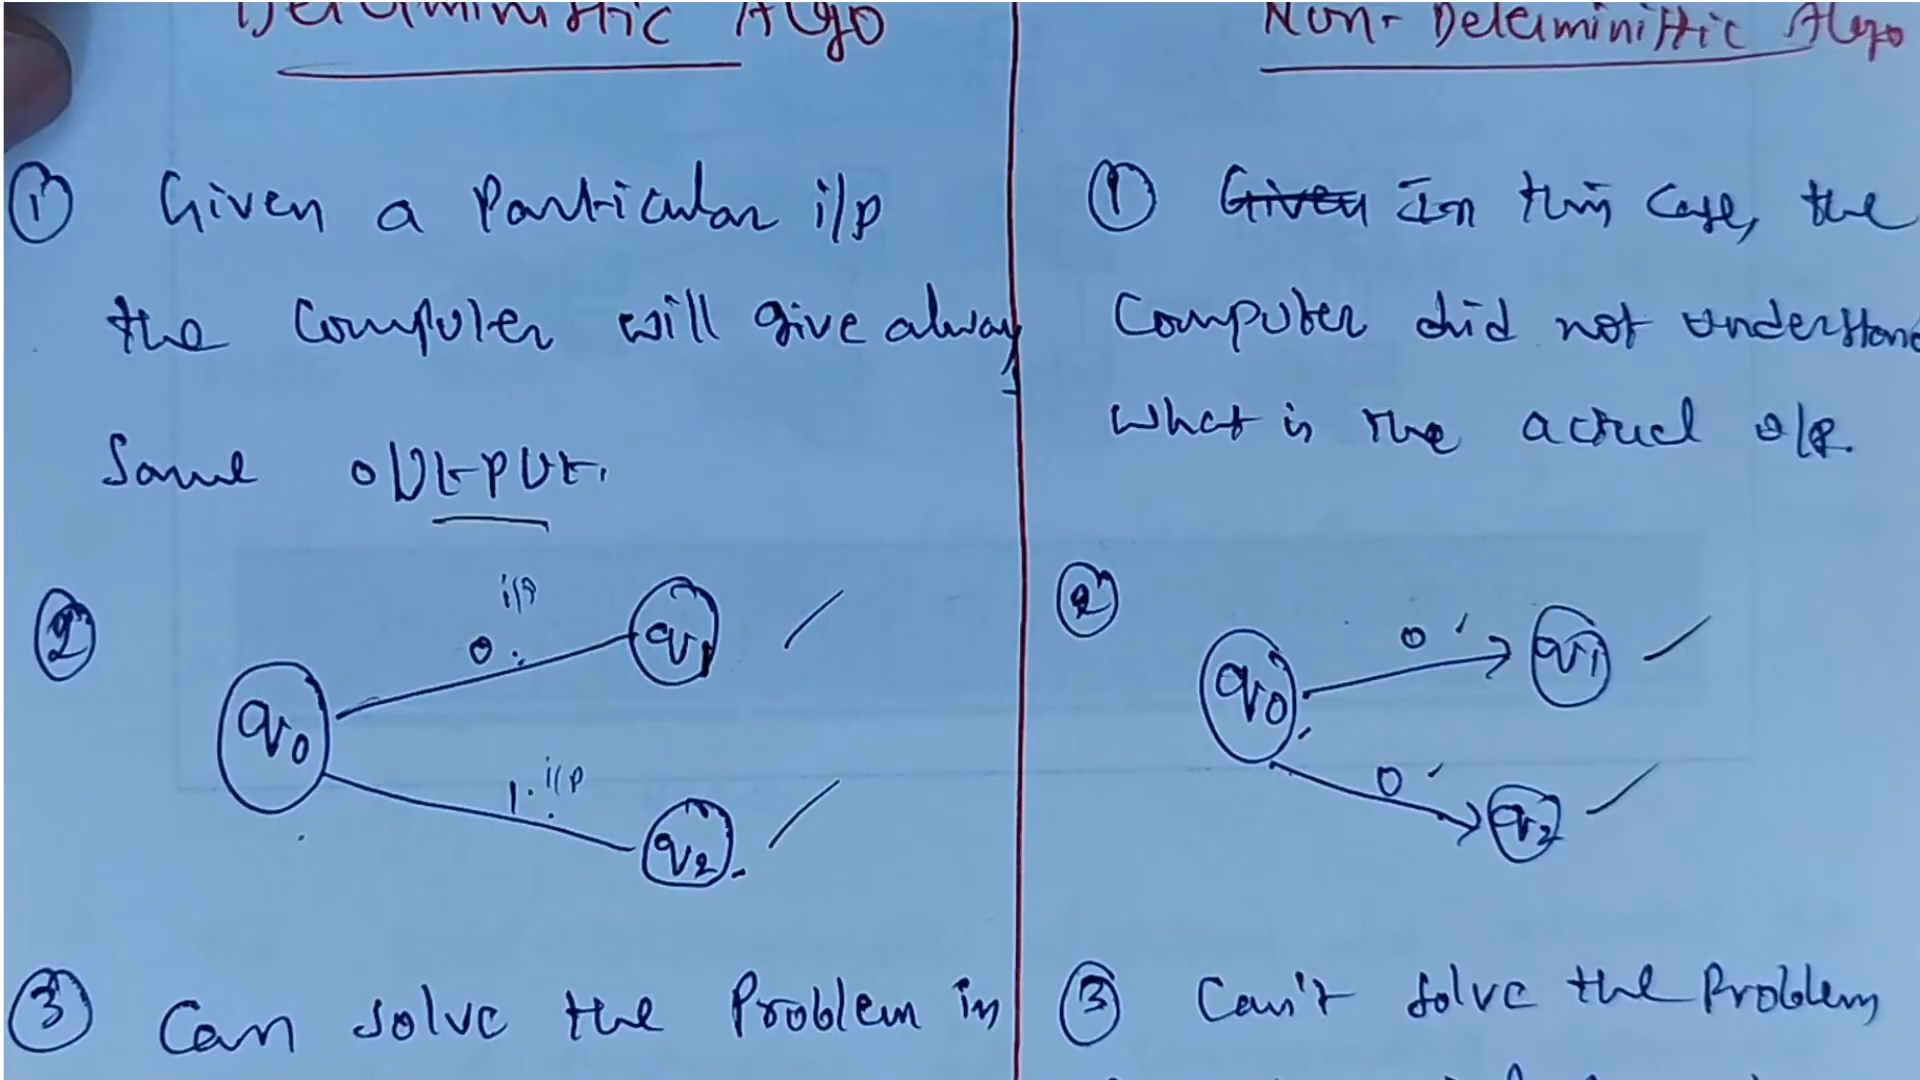 Deterministic Algo
① Given a Particular i/p
the Computer will give always
Same output.
②
q0
0
i/p
q1
1
i/p
q2
③ Can solve the Problem in
Non-Deterministic Algo
① Given In this Case, the
Computer did not understand
What is the actual o/p.
②
q0
0
q1
0
q2
③ Can't solve the Problem